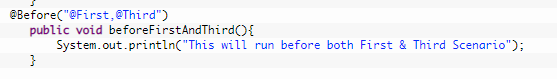 }
@Before("@First,@Third")
public void beforeFirstAndThird(){
System.out.println("This will run before both First & Third Scenario");
}